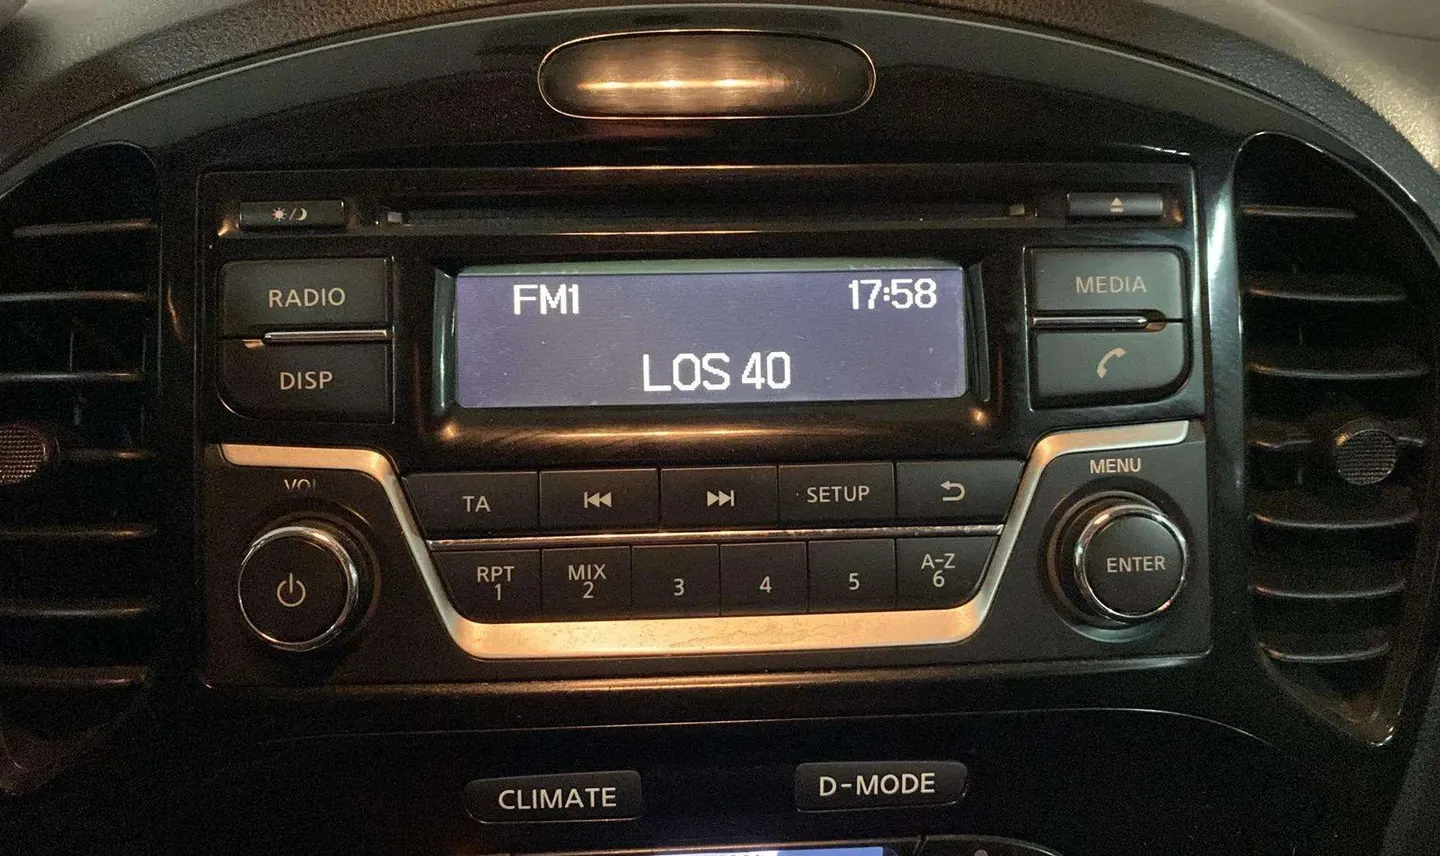 RADIO
DISP
FM1 17:58
LOS 40
MEDIA
VOL
MENU
TA
SETUP
RPT MIX A-Z
1 2 3 4 5 6
ENTER
CLIMATE
D-MODE